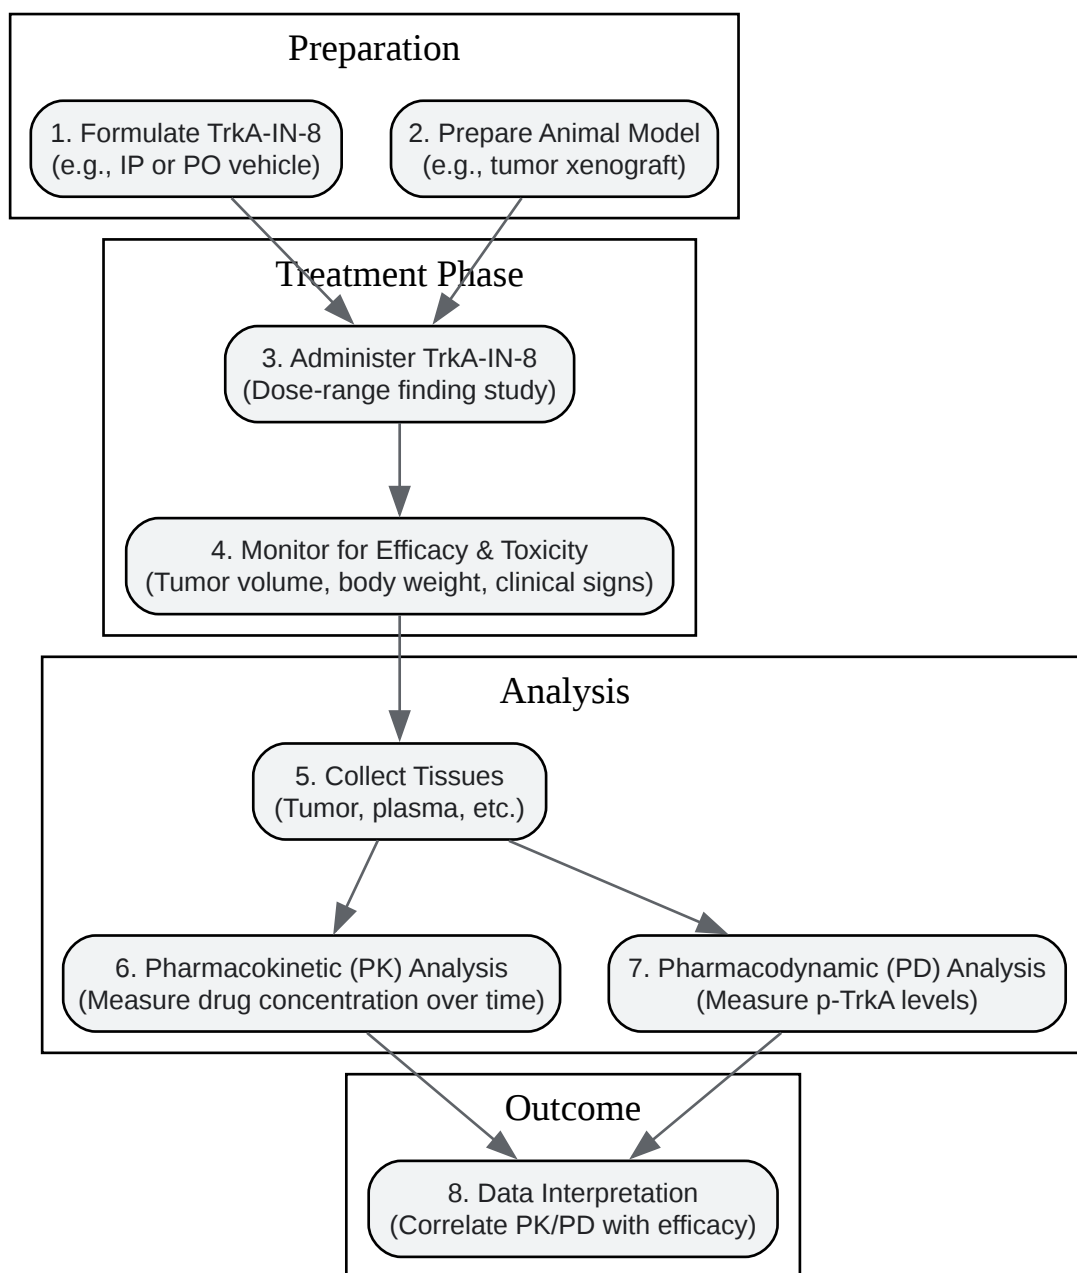 Preparation
1. Formulate TrkA-IN-8
(e.g., IP or PO vehicle)
2. Prepare Animal Model
(e.g., tumor xenograft)
Treatment Phase
3. Administer TrkA-IN-8
(Dose-range finding study)
4. Monitor for Efficacy & Toxicity
(Tumor volume, body weight, clinical signs)
Analysis
5. Collect Tissues
(Tumor, plasma, etc.)
6. Pharmacokinetic (PK) Analysis
(Measure drug concentration over time)
7. Pharmacodynamic (PD) Analysis
(Measure p-TrkA levels)
Outcome
8. Data Interpretation
(Correlate PK/PD with efficacy)